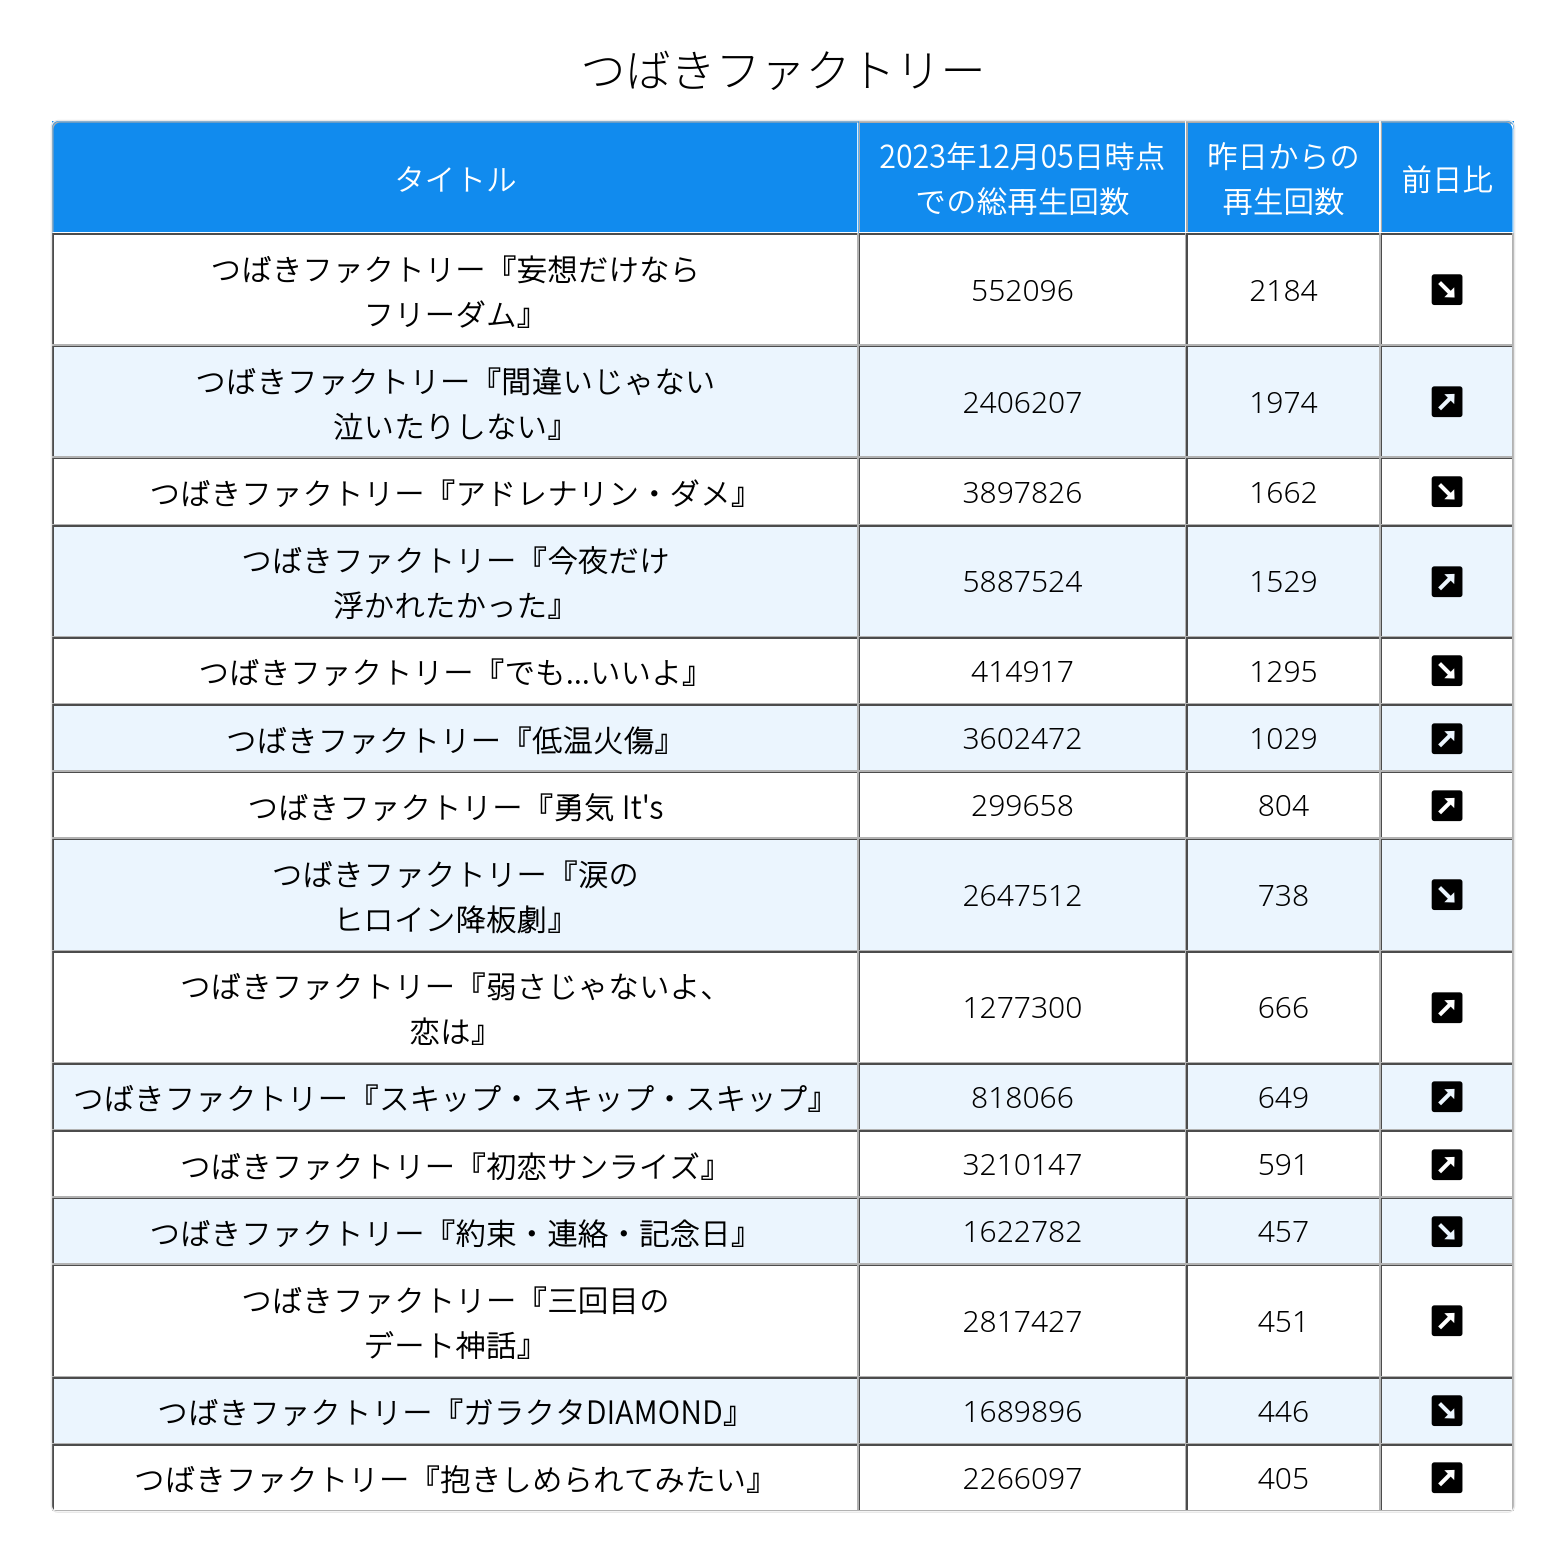 つばきファクトリー
タイトル
2023年12月05日時点
での総再生回数
昨日からの
再生回数
前日比
つばきファクトリー『妄想だけなら
フリーダム』
552096
2184
つばきファクトリー『間違いじゃない
泣いたりしない』
2406207
1974
つばきファクトリー『アドレナリン・ダメ』
3897826
1662
つばきファクトリー『今夜だけ
浮かれたかった』
5887524
1529
つばきファクトリー『でも...いいよ』
414917
1295
つばきファクトリー『低温火傷』
3602472
1029
つばきファクトリー『勇気 It's
299658
804
つばきファクトリー『涙の
ヒロイン降板劇』
2647512
738
つばきファクトリー『弱さじゃないよ、
恋は』
1277300
666
つばきファクトリー『スキップ・スキップ・スキップ』
818066
649
つばきファクトリー『初恋サンライズ』
3210147
591
つばきファクトリー『約束・連絡・記念日』
1622782
457
つばきファクトリー『三回目の
デート神話』
2817427
451
つばきファクトリー『ガラクタDIAMOND』
1689896
446
つばきファクトリー『抱きしめられてみたい』
2266097
405